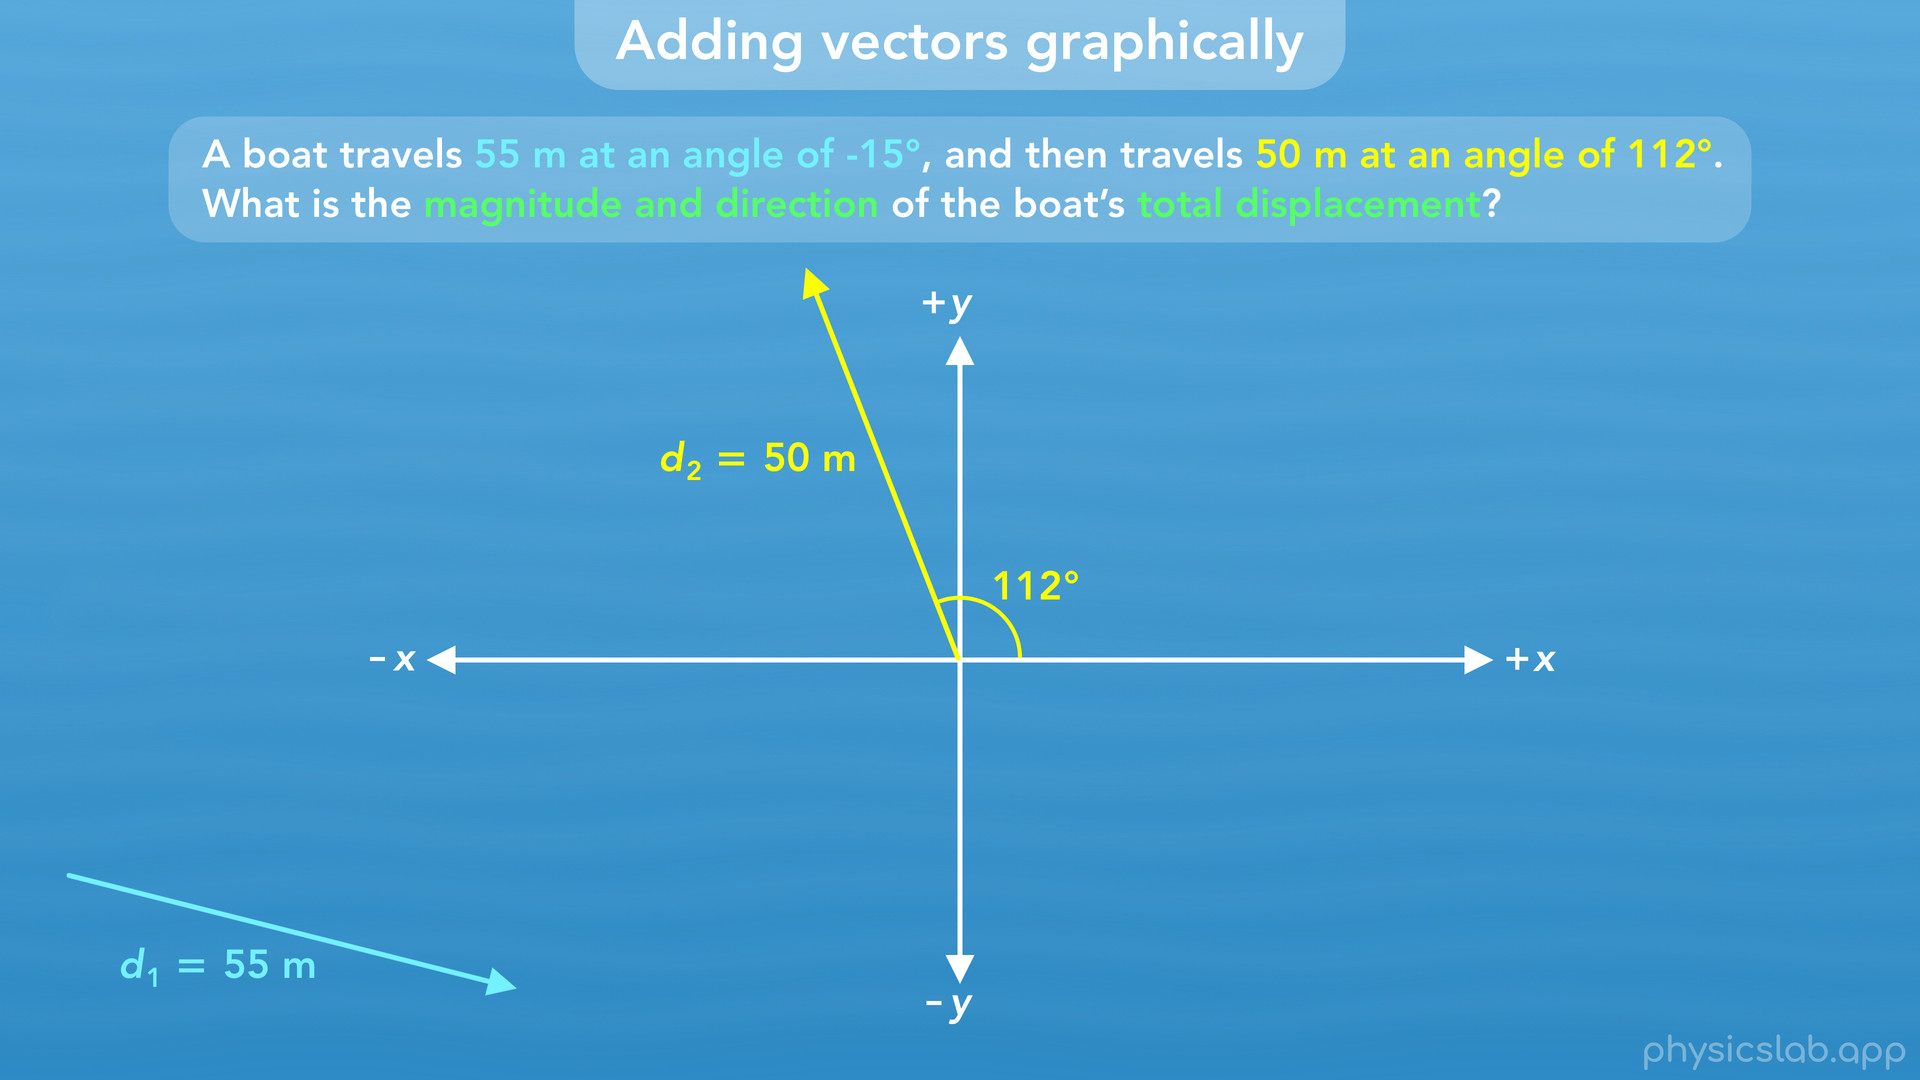 Adding vectors graphically
A boat travels 55 m at an angle of -15°, and then travels 50 m at an angle of 112°.
What is the magnitude and direction of the boat’s total displacement?
+y
d₂ = 50 m
112°
–x
+x
d₁ = 55 m
–y
physicslab.app